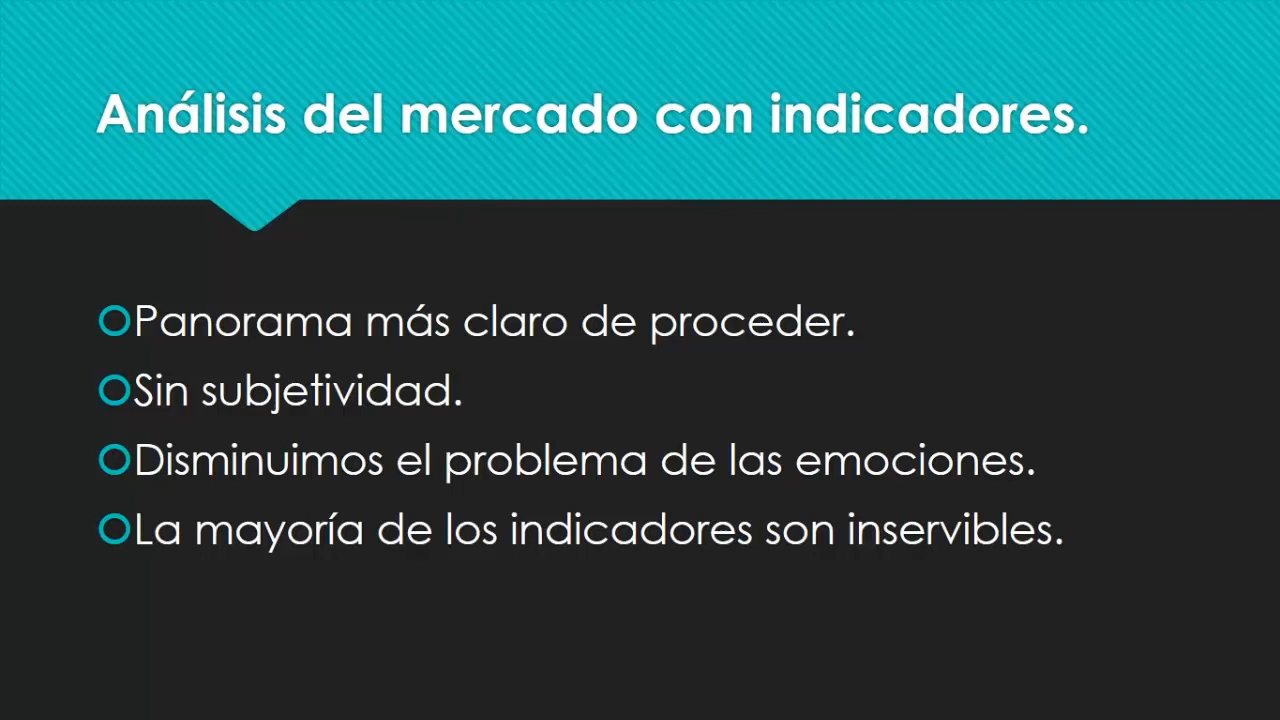 Análisis del mercado con indicadores.
Panorama más claro de proceder.
Sin subjetividad.
Disminuimos el problema de las emociones.
La mayoría de los indicadores son inservibles.